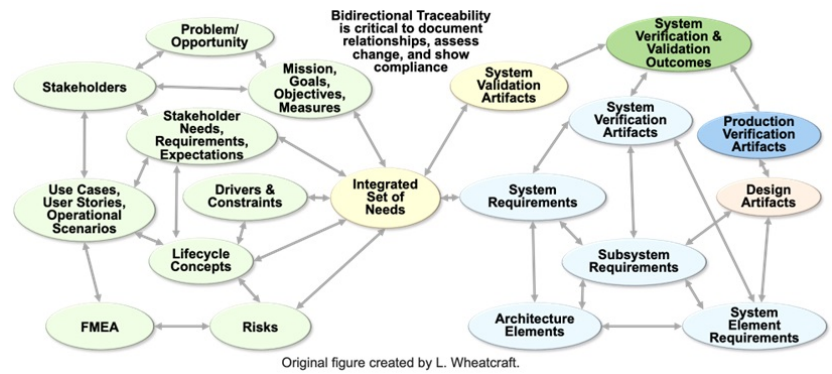 Bidirectional Traceability
is critical to document
relationships, assess
change, and show
compliance
Problem/
Opportunity
Stakeholders
Mission,
Goals,
Objectives,
Measures
Stakeholder
Needs,
Requirements,
Expectations
Use Cases,
User Stories,
Operational
Scenarios
Drivers &
Constraints
Lifecycle
Concepts
FMEA
Risks
Integrated
Set of
Needs
System
Validation
Artifacts
System
Verification &
Validation
Outcomes
System
Verification
Artifacts
Production
Verification
Artifacts
System
Requirements
Design
Artifacts
Subsystem
Requirements
Architecture
Elements
System
Element
Requirements
Original figure created by L. Wheatcraft.